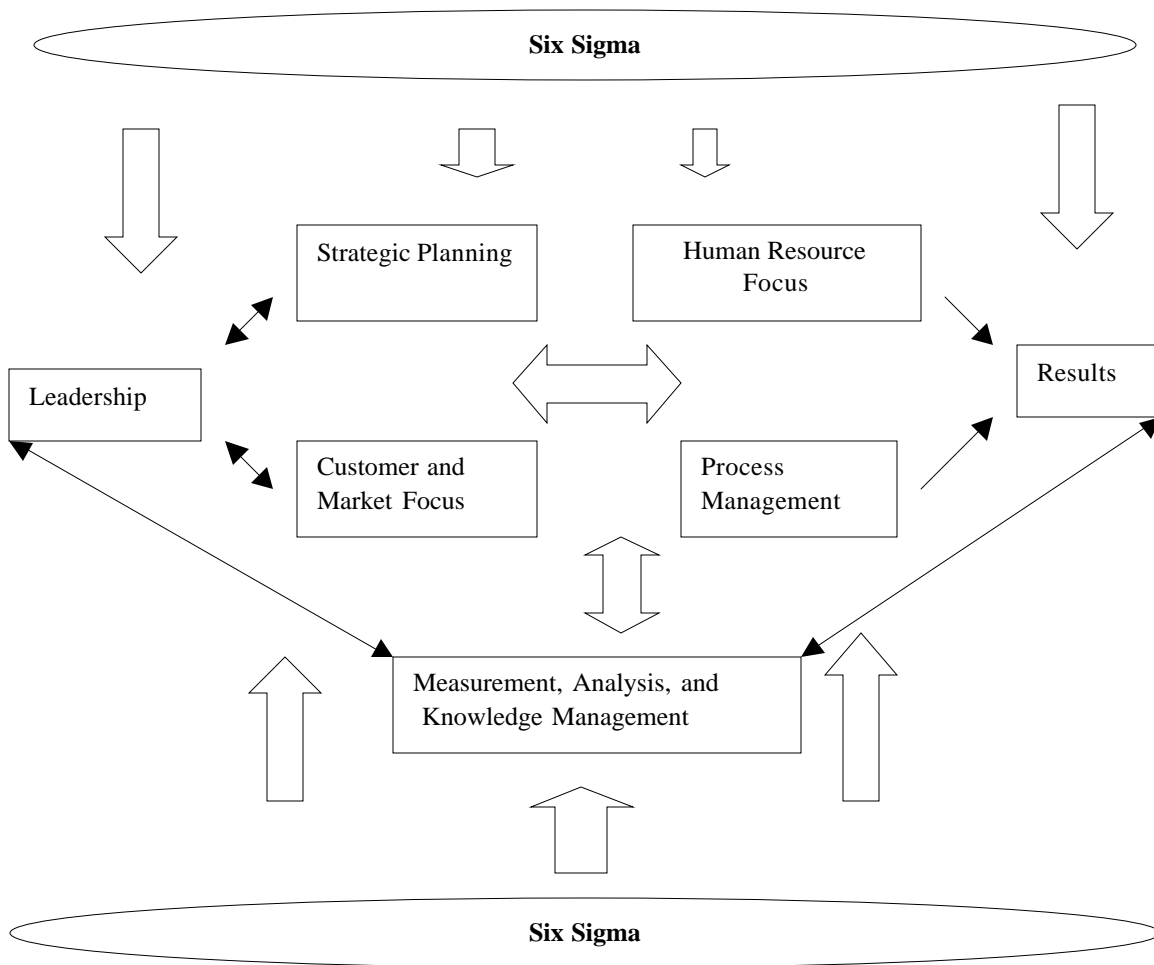 Six Sigma
Strategic Planning
Human Resource
Focus
Leadership
Results
Customer and
Market Focus
Process
Management
Measurement, Analysis, and
Knowledge Management
Six Sigma